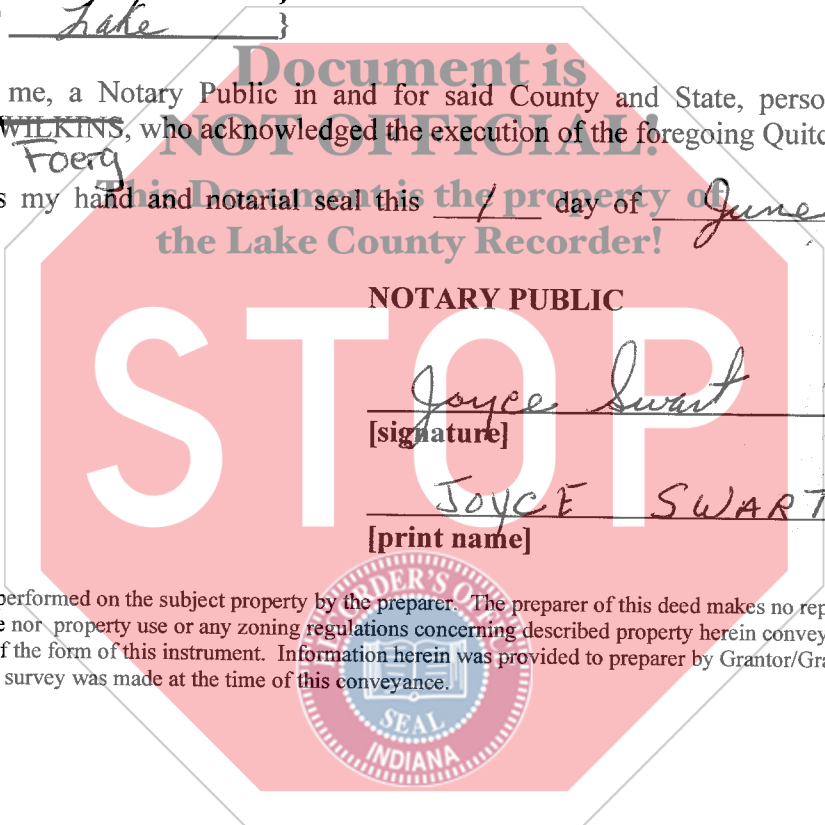 Lake }
Document is
me, a Notary Public in and for said County and State, perso
WILKINS, who acknowledged the execution of the foregoing Quitc
NOT OFFICIAL!
Foerg
This Document is the property of
s my hand and notarial seal this 1 day of June
the Lake County Recorder!
NOTARY PUBLIC
STOP
Joyce Swart
[signature]
JOYCE SWART
[print name]
performed on the subject property by the preparer. The preparer of this deed makes no rep
e nor property use or any zoning regulations concerning described property herein convey
f the form of this instrument. Information herein was provided to preparer by Grantor/Gra
survey was made at the time of this conveyance.
RECORDER'S OFFICE
SEAL
INDIANA